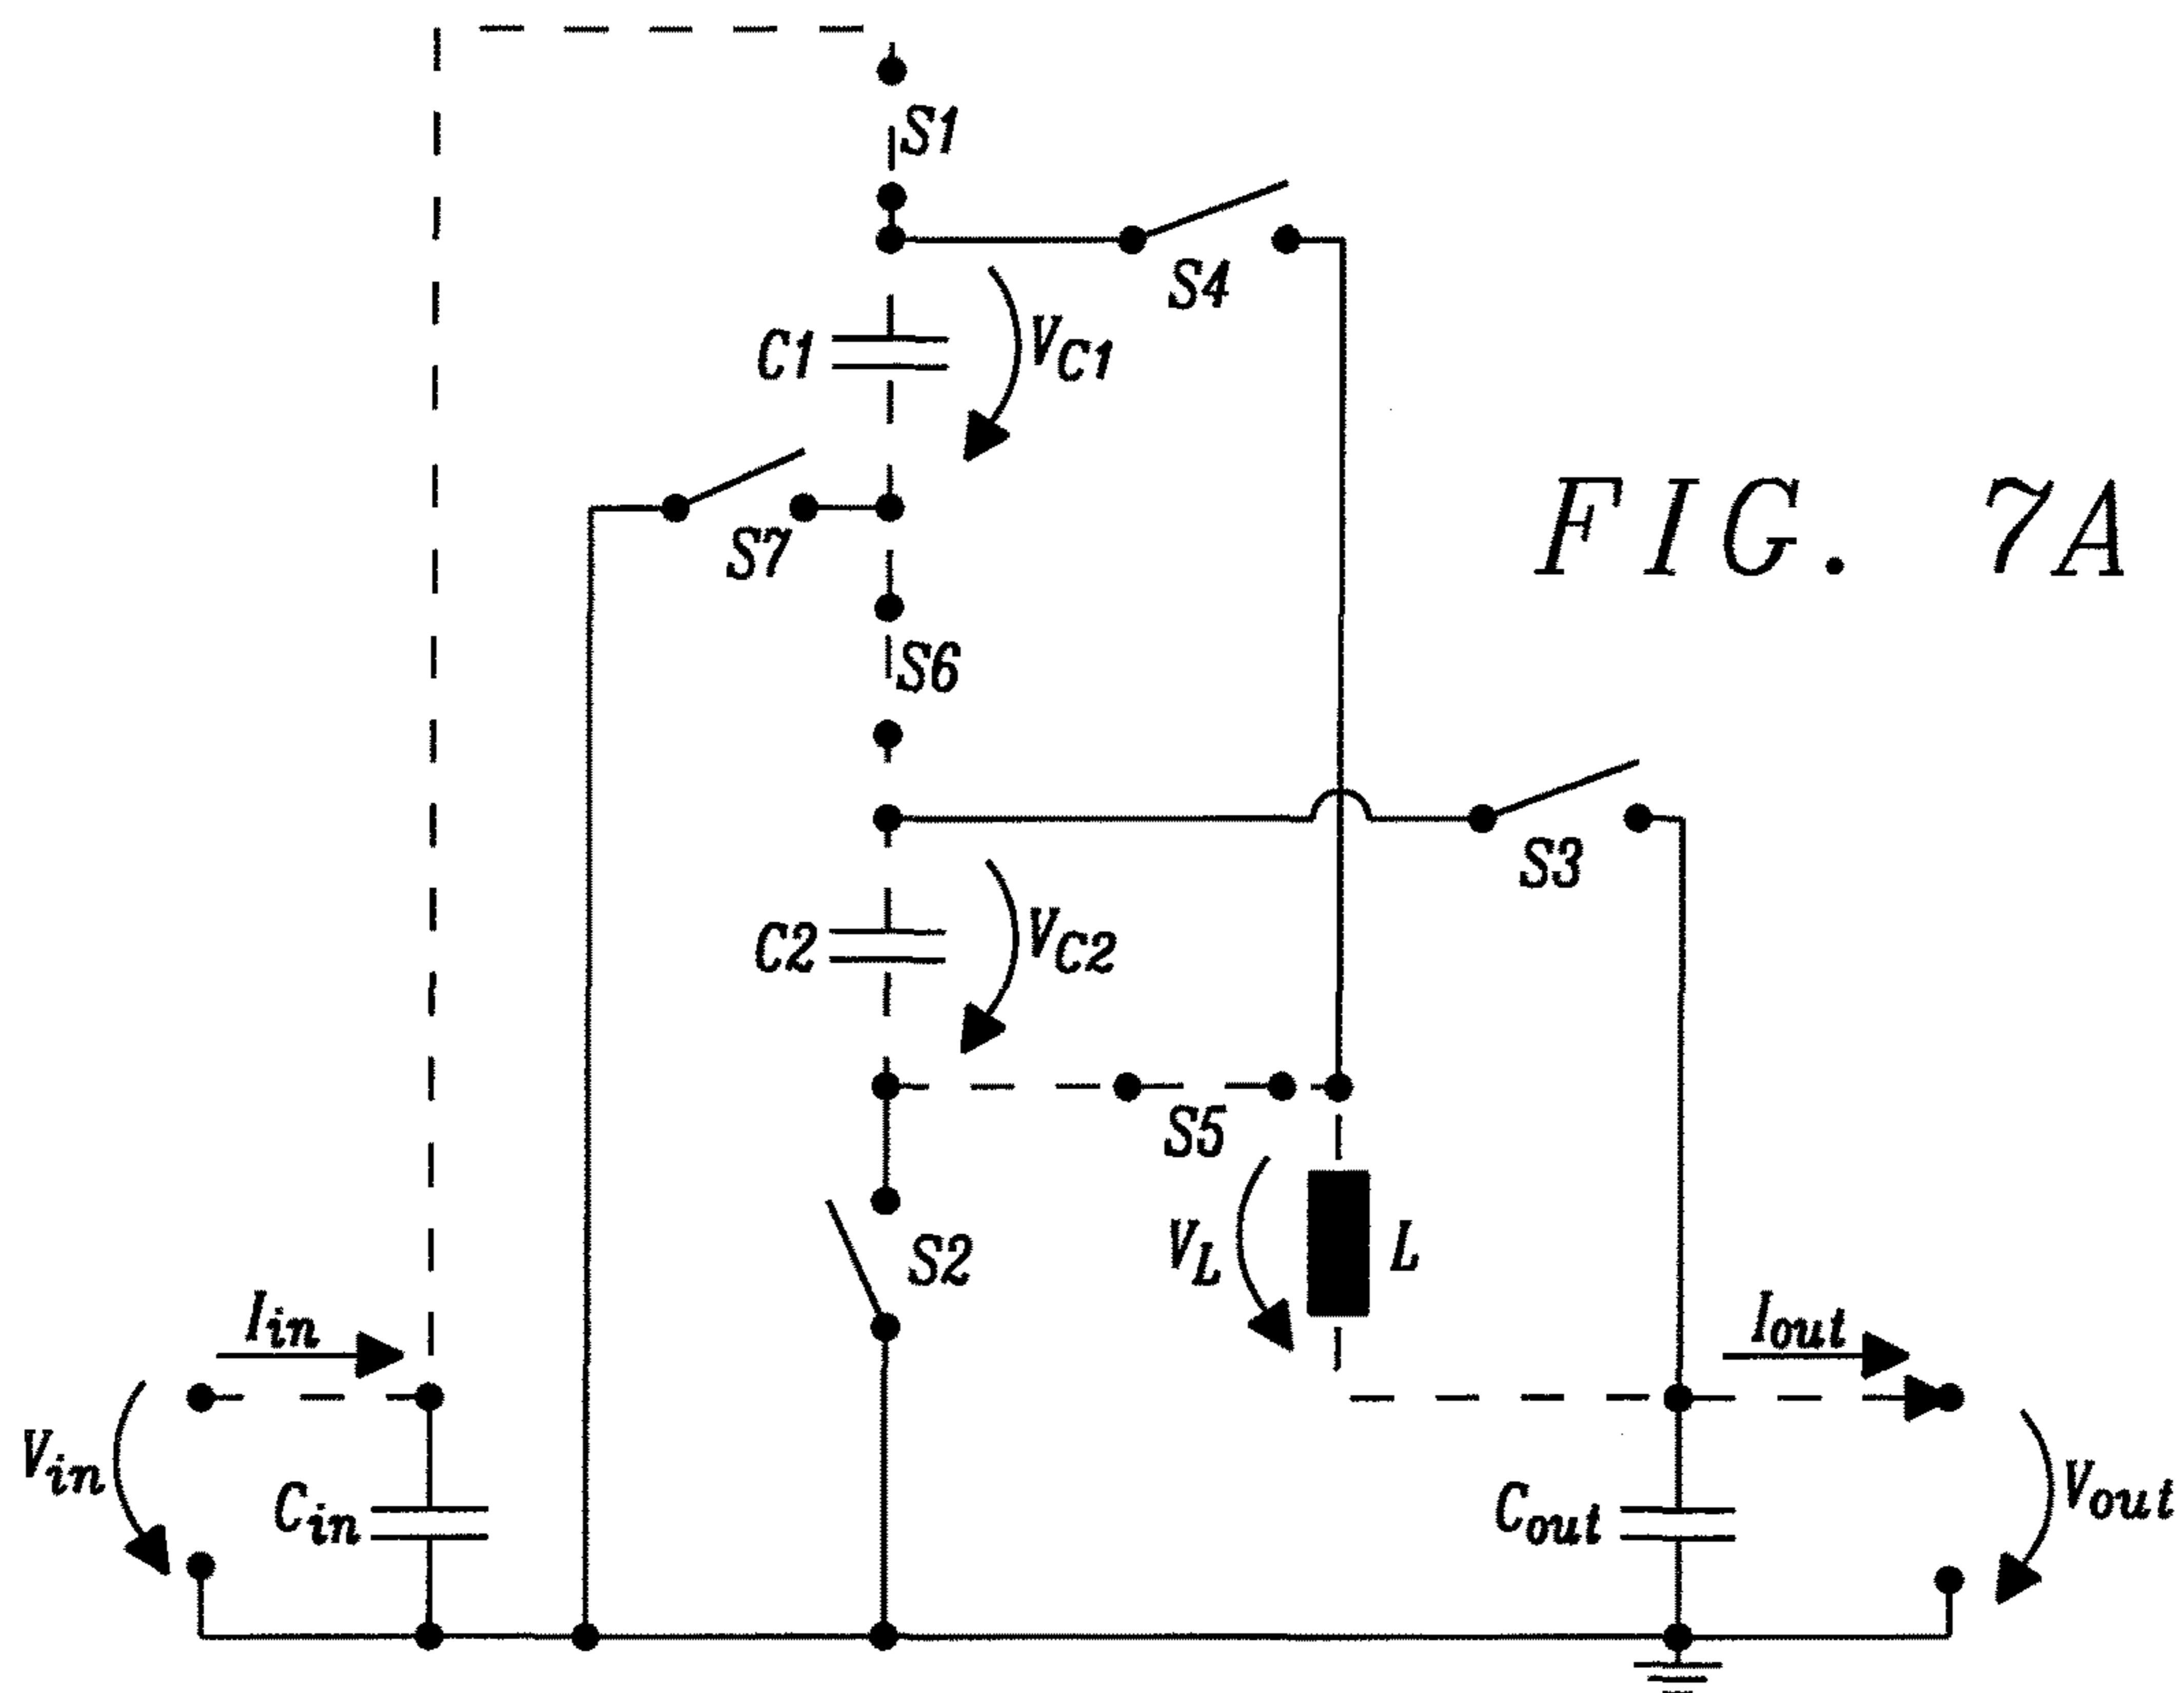 S1
S4
C1
VC1
S7
FIG. 7A
S6
S3
C2
VC2
S5
VL
L
S2
Iin
Iout
Vin
Cin
Cout
Vout